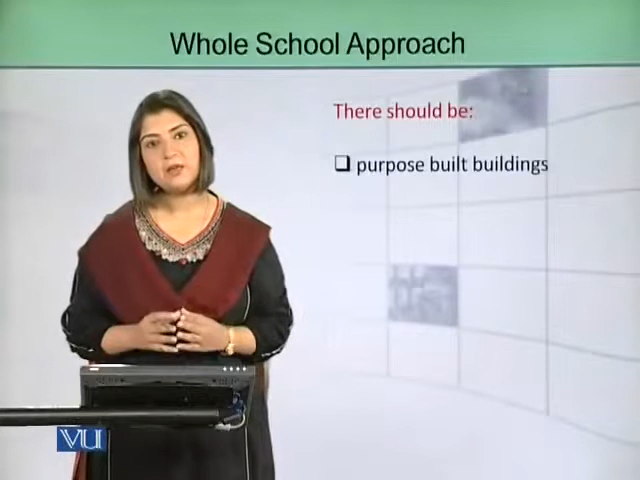 Whole School Approach
There should be:
❑ purpose built buildings
VU